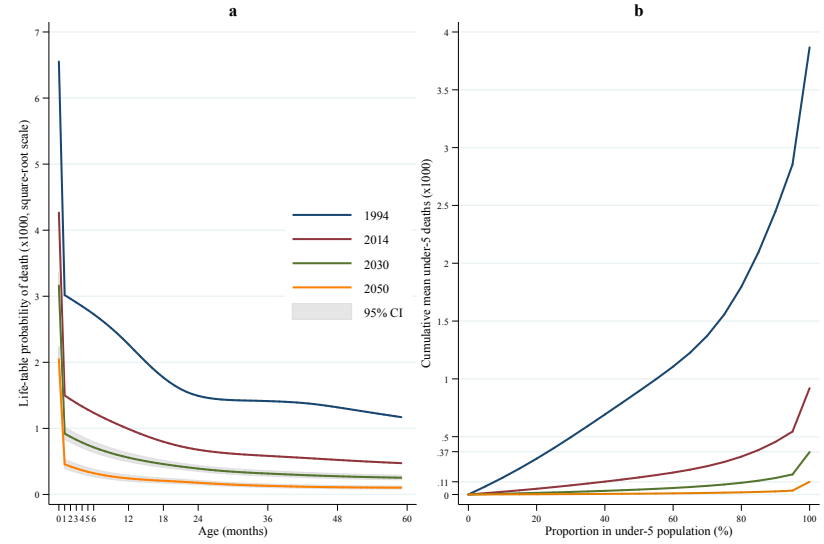 a
b
Life-table probability of death (x1000, square-root scale)
7
6
5
4
3
2
1
0
0 1 2 3 4 5 6 12 18 24 36 48 60
Age (months)
1994
2014
2030
2050
95% CI
Cumulative mean under-5 deaths (x1000)
4
3.5
3
2.5
2
1.5
1
.5
.37
.11
0
0 20 40 60 80 100
Proportion in under-5 population (%)